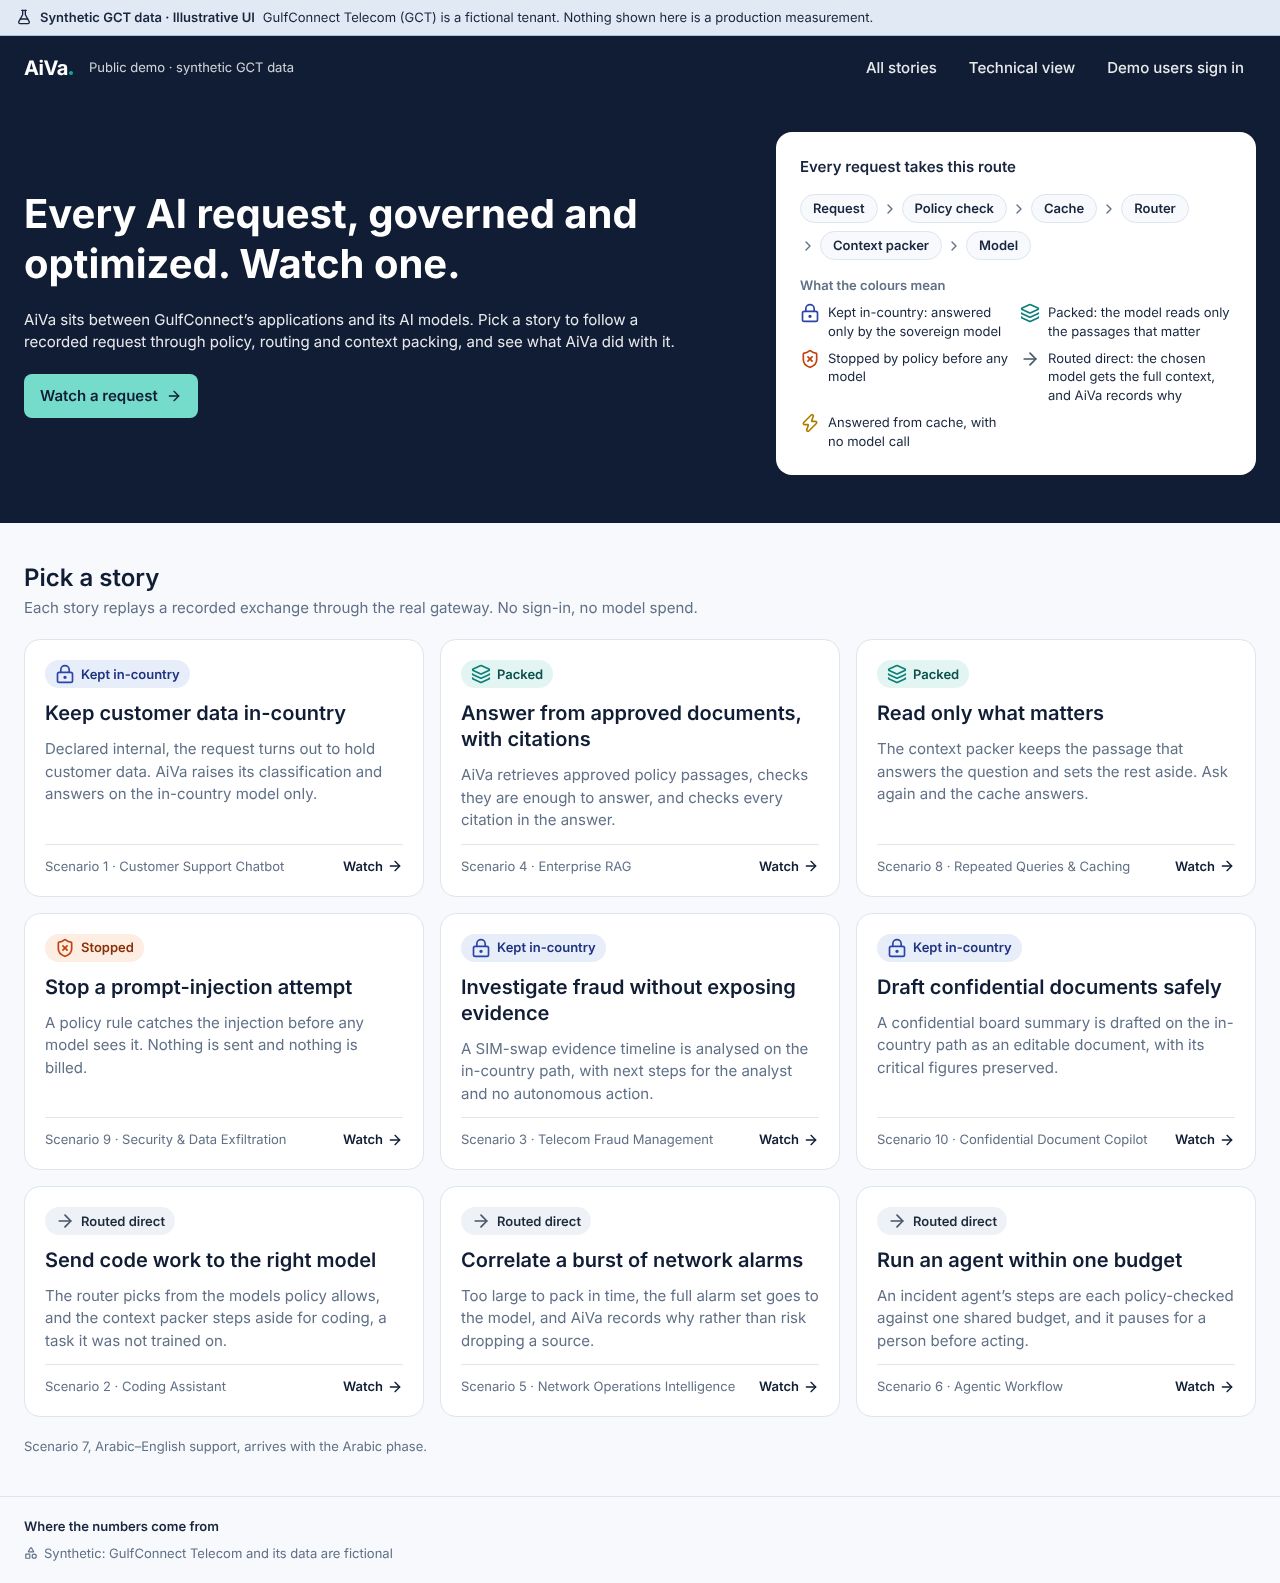 Synthetic GCT data · Illustrative UI GulfConnect Telecom (GCT) is a fictional tenant. Nothing shown here is a production measurement.
AiVa. Public demo · synthetic GCT data
All stories Technical view Demo users sign in
Every AI request, governed and
optimized. Watch one.
AiVa sits between GulfConnect’s applications and its AI models. Pick a story to follow a
recorded request through policy, routing and context packing, and see what AiVa did with it.
Watch a request →
Every request takes this route
Request > Policy check > Cache > Router
> Context packer > Model
What the colours mean
Kept in-country: answered
only by the sovereign model
Packed: the model reads only
the passages that matter
Stopped by policy before any
model
Routed direct: the chosen
model gets the full context,
and AiVa records why
Answered from cache, with
no model call
Pick a story
Each story replays a recorded exchange through the real gateway. No sign-in, no model spend.
Kept in-country
Keep customer data in-country
Declared internal, the request turns out to hold
customer data. AiVa raises its classification and
answers on the in-country model only.
Scenario 1 · Customer Support Chatbot Watch →
Packed
Answer from approved documents,
with citations
AiVa retrieves approved policy passages, checks
they are enough to answer, and checks every
citation in the answer.
Scenario 4 · Enterprise RAG Watch →
Packed
Read only what matters
The context packer keeps the passage that
answers the question and sets the rest aside. Ask
again and the cache answers.
Scenario 8 · Repeated Queries & Caching Watch →
Stopped
Stop a prompt-injection attempt
A policy rule catches the injection before any
model sees it. Nothing is sent and nothing is
billed.
Scenario 9 · Security & Data Exfiltration Watch →
Kept in-country
Investigate fraud without exposing
evidence
A SIM-swap evidence timeline is analysed on the
in-country path, with next steps for the analyst
and no autonomous action.
Scenario 3 · Telecom Fraud Management Watch →
Kept in-country
Draft confidential documents safely
A confidential board summary is drafted on the in-
country path as an editable document, with its
critical figures preserved.
Scenario 10 · Confidential Document Copilot Watch →
Routed direct
Send code work to the right model
The router picks from the models policy allows,
and the context packer steps aside for coding, a
task it was not trained on.
Scenario 2 · Coding Assistant Watch →
Routed direct
Correlate a burst of network alarms
Too large to pack in time, the full alarm set goes to
the model, and AiVa records why rather than risk
dropping a source.
Scenario 5 · Network Operations Intelligence Watch →
Routed direct
Run an agent within one budget
An incident agent’s steps are each policy-checked
against one shared budget, and it pauses for a
person before acting.
Scenario 6 · Agentic Workflow Watch →
Scenario 7, Arabic–English support, arrives with the Arabic phase.
Where the numbers come from
Synthetic: GulfConnect Telecom and its data are fictional